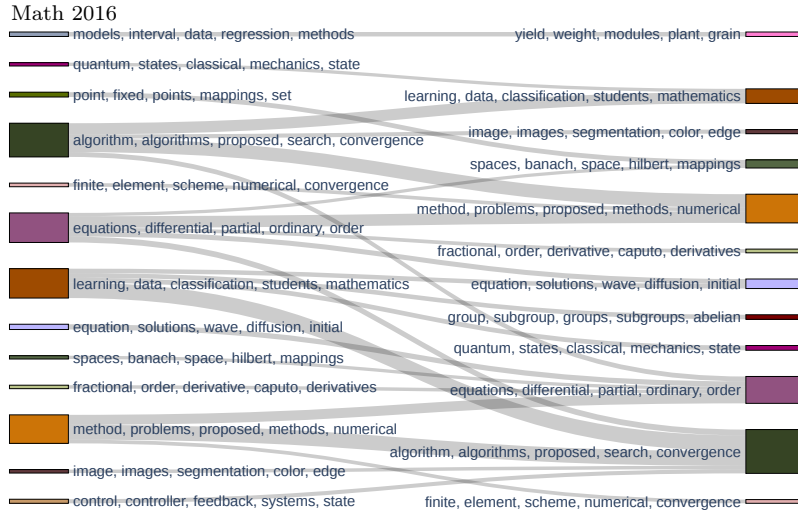 Math 2016
models, interval, data, regression, methods
yield, weight, modules, plant, grain
quantum, states, classical, mechanics, state
point, fixed, points, mappings, set
learning, data, classification, students, mathematics
algorithm, algorithms, proposed, search, convergence
image, images, segmentation, color, edge
spaces, banach, space, hilbert, mappings
finite, element, scheme, numerical, convergence
method, problems, proposed, methods, numerical
equations, differential, partial, ordinary, order
fractional, order, derivative, caputo, derivatives
learning, data, classification, students, mathematics
equation, solutions, wave, diffusion, initial
group, subgroup, groups, subgroups, abelian
equation, solutions, wave, diffusion, initial
quantum, states, classical, mechanics, state
spaces, banach, space, hilbert, mappings
fractional, order, derivative, caputo, derivatives
equations, differential, partial, ordinary, order
method, problems, proposed, methods, numerical
algorithm, algorithms, proposed, search, convergence
image, images, segmentation, color, edge
control, controller, feedback, systems, state
finite, element, scheme, numerical, convergence